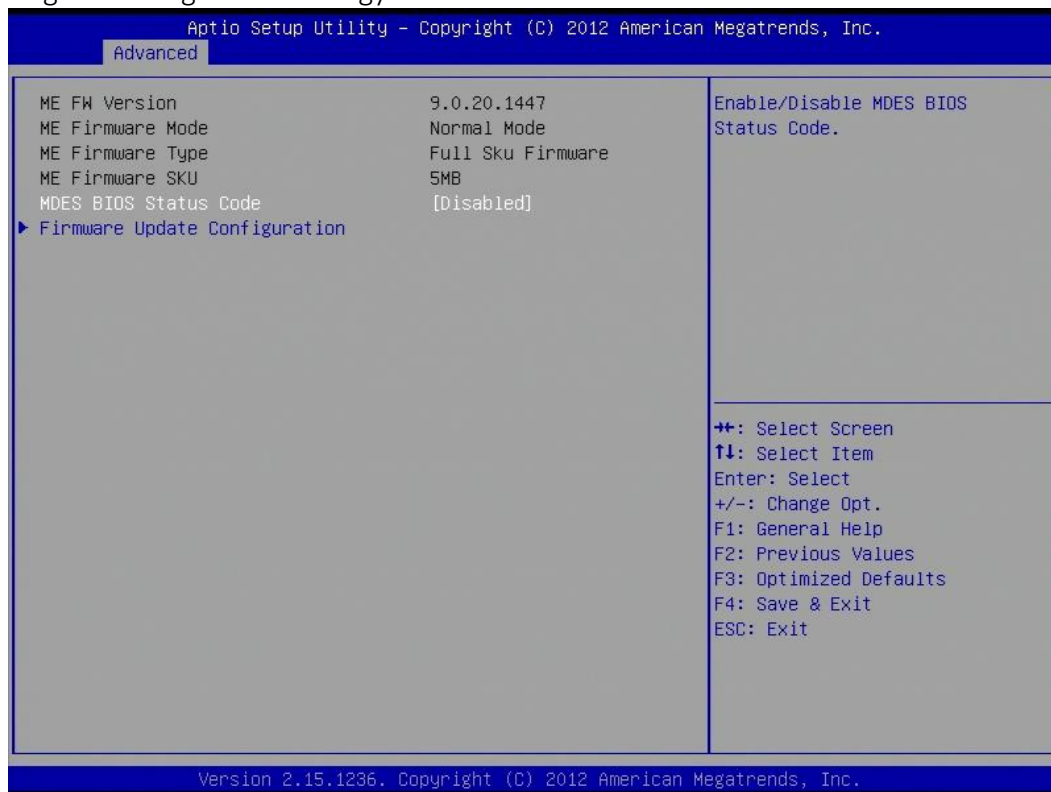 Aptio Setup Utility – Copyright (C) 2012 American Megatrends, Inc.
Advanced
ME FW Version 9.0.20.1447
ME Firmware Mode Normal Mode
ME Firmware Type Full Sku Firmware
ME Firmware SKU 5MB
MDES BIOS Status Code [Disabled]
Firmware Update Configuration
Enable/Disable MDES BIOS
Status Code.
→←: Select Screen
↑↓: Select Item
Enter: Select
+/-: Change Opt.
F1: General Help
F2: Previous Values
F3: Optimized Defaults
F4: Save & Exit
ESC: Exit
Version 2.15.1236. Copyright (C) 2012 American Megatrends, Inc.